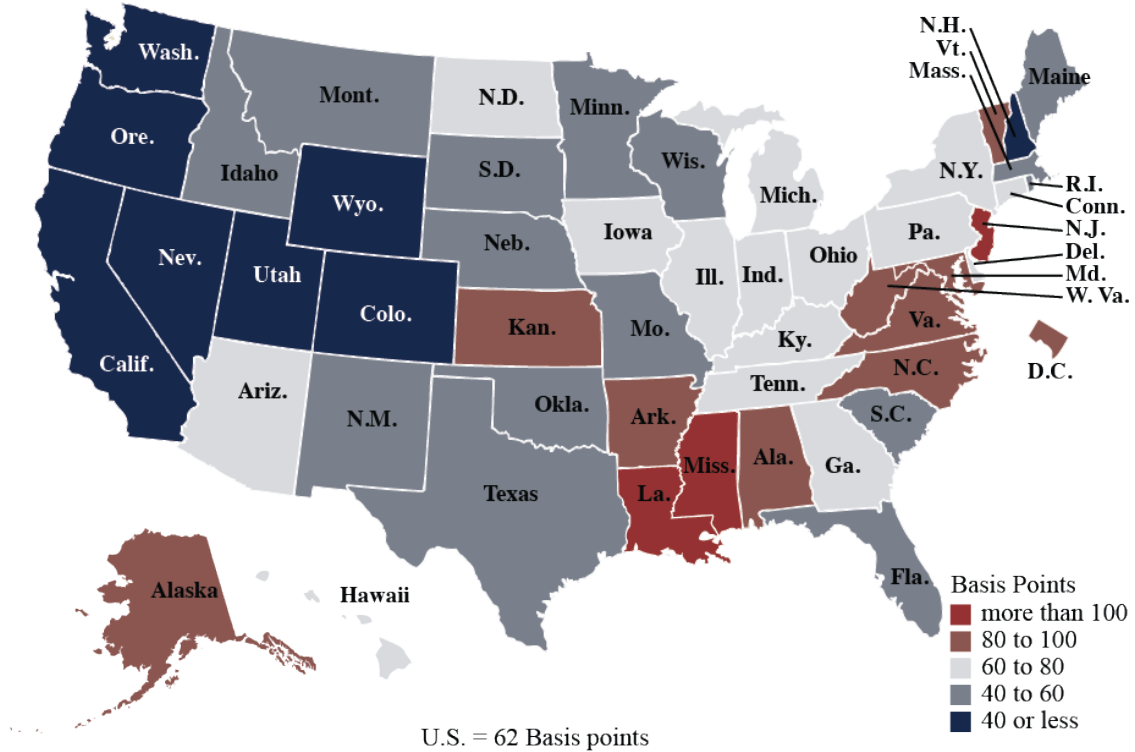 N.H.
Vt.
Mass.
Wash.
Mont.
N.D.
Minn.
Maine
Ore.
Idaho
S.D.
Wis.
Mich.
N.Y.
R.I.
Conn.
N.J.
Del.
Md.
W. Va.
Wyo.
Neb.
Iowa
Pa.
Nev.
Utah
Colo.
Ill.
Ind.
Ohio
Calif.
Kan.
Mo.
Ky.
Va.
D.C.
Ariz.
N.M.
Okla.
Ark.
Tenn.
N.C.
S.C.
Texas
La.
Miss.
Ala.
Ga.
Fla.
Alaska
Hawaii
Basis Points
more than 100
80 to 100
60 to 80
40 to 60
40 or less
U.S. = 62 Basis points